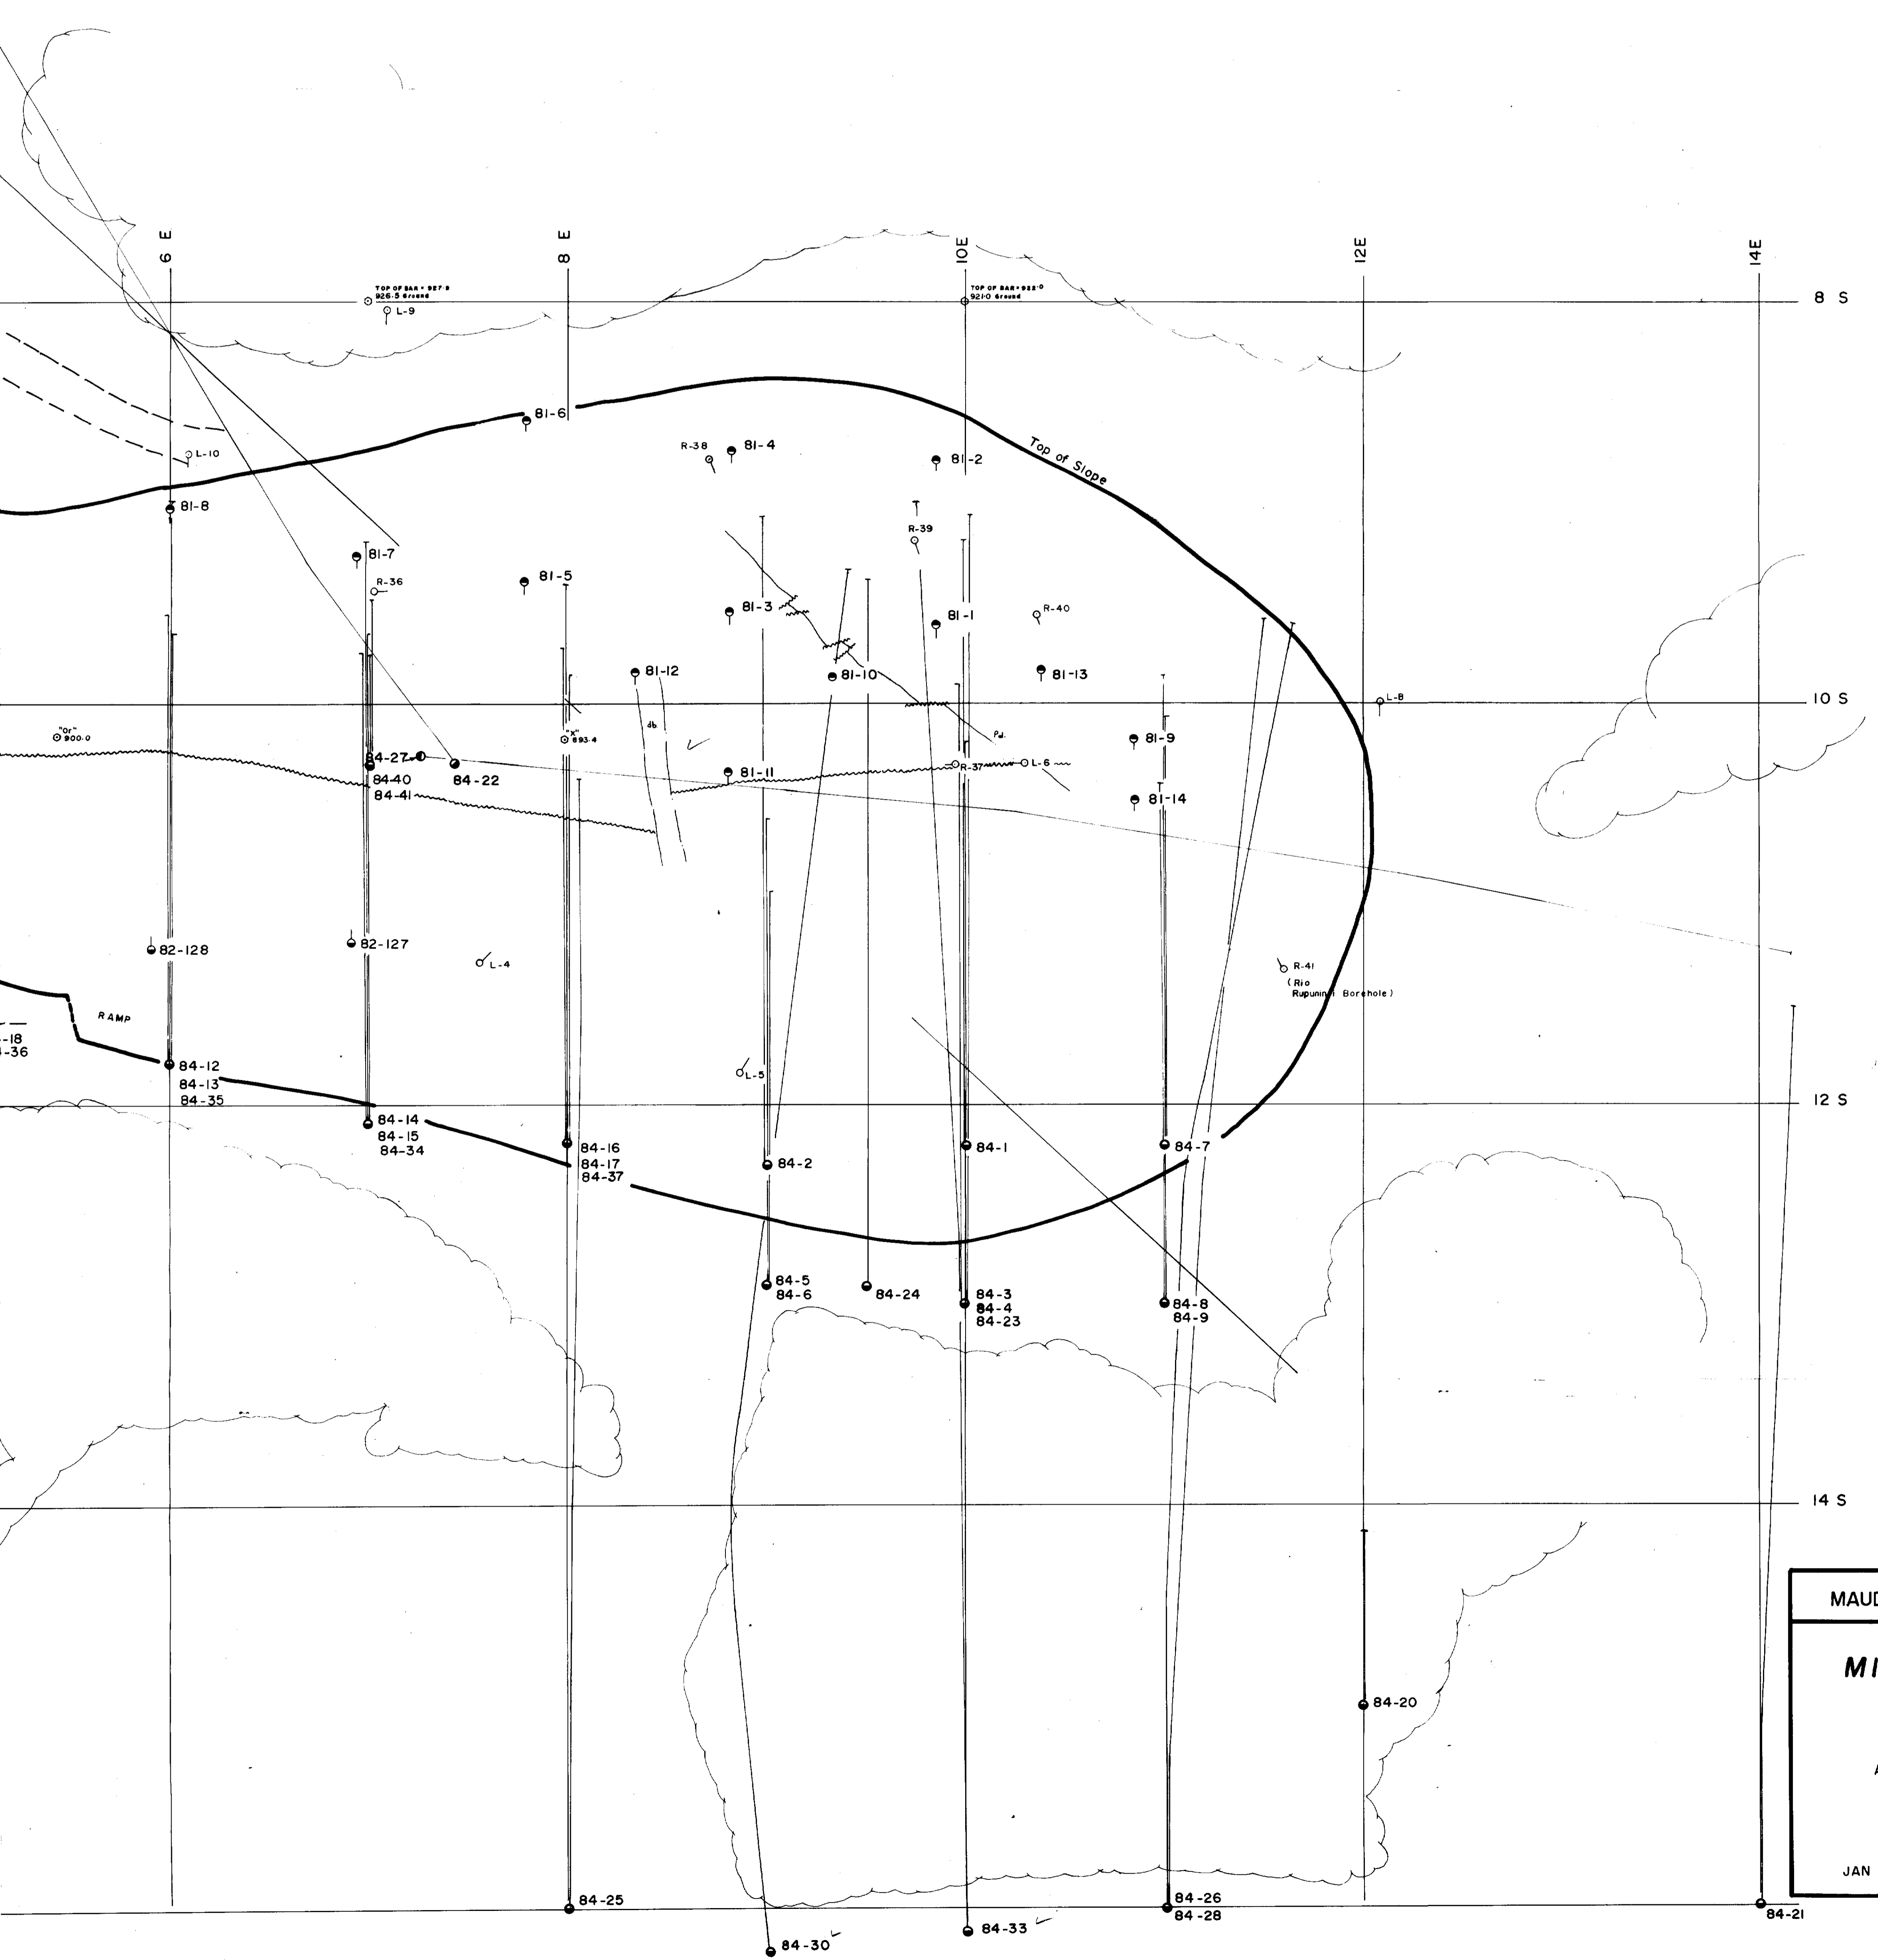 6 E
8 E
10E
12E
14E
TOP OF BAR = 927.9
926.5 Ground
TOP OF BAR = 922.0
921.0 Ground
8 S
L-9
81-6
R-38
81-4
81-2
Top of Slope
L-10
81-8
R-39
81-7
R-36
81-5
81-3
81-1
R-40
81-12
81-10
81-13
L-8
10 S
"Or"
900.0
"X"
893.4
db
Pd.
81-9
84-27
84-40
84-41
84-22
81-11
R-37
L-6
81-14
82-128
82-127
L-4
R-41
(Rio
Rupununi Borehole)
RAMP
-18
-36
84-12
84-13
84-35
L-5
12 S
84-14
84-15
84-34
84-16
84-17
84-37
84-2
84-1
84-7
84-5
84-6
84-24
84-3
84-4
84-23
84-8
84-9
14 S
MAUD
MI
84-20
A
JAN
84-25
84-26
84-28
84-21
84-33
84-30